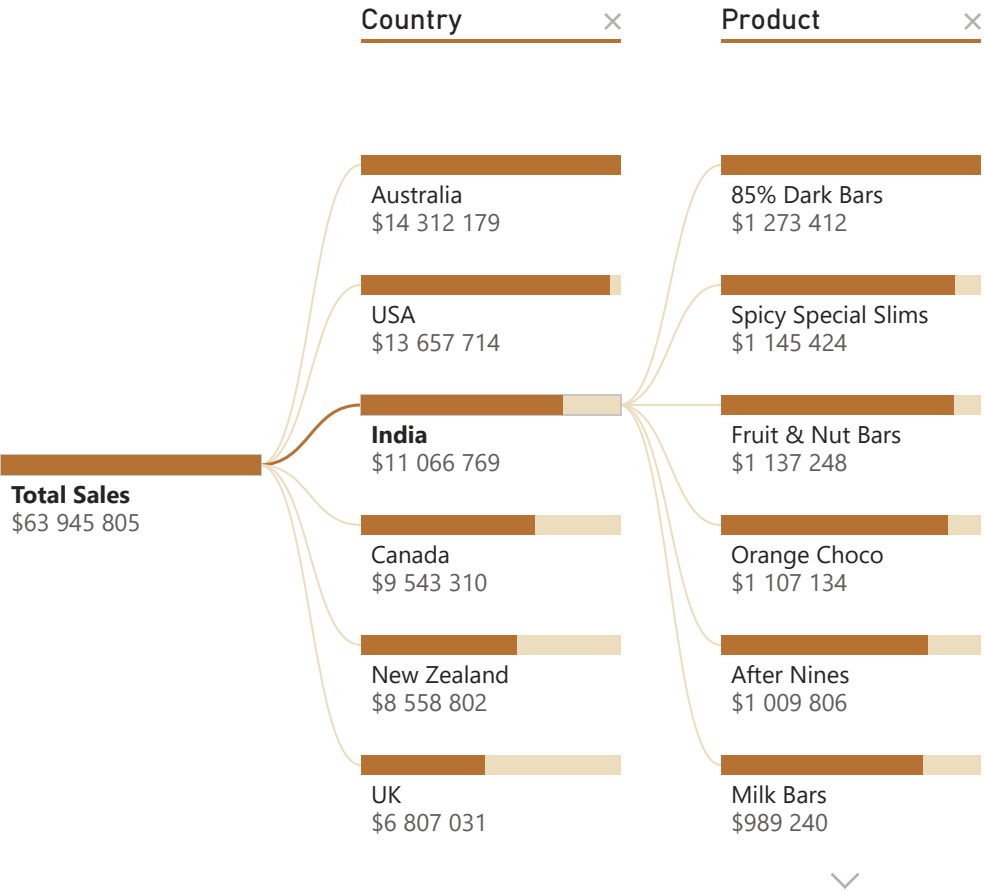 Country
Product
Australia
$14 312 179
USA
$13 657 714
India
$11 066 769
Canada
$9 543 310
New Zealand
$8 558 802
UK
$6 807 031
Total Sales
$63 945 805
85% Dark Bars
$1 273 412
Spicy Special Slims
$1 145 424
Fruit & Nut Bars
$1 137 248
Orange Choco
$1 107 134
After Nines
$1 009 806
Milk Bars
$989 240